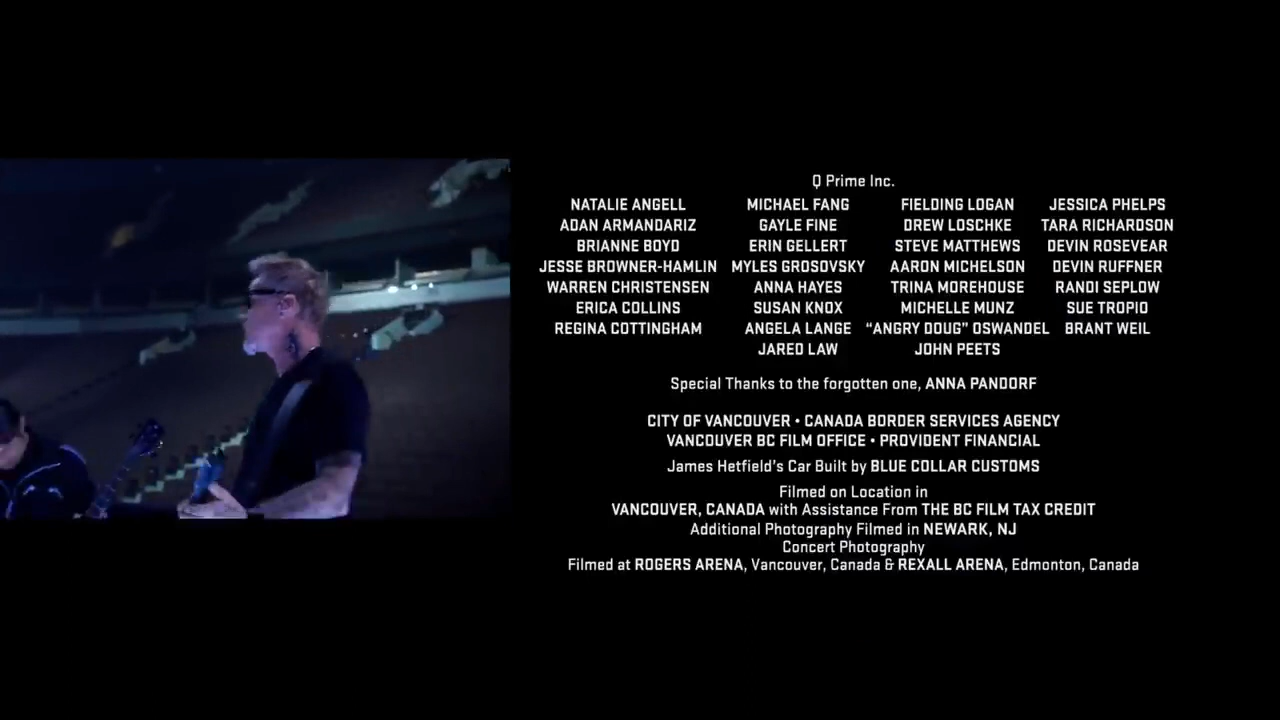 Q Prime Inc.
NATALIE ANGELL MICHAEL FANG FIELDING LOGAN JESSICA PHELPS
ADAN ARMANDARIZ GAYLE FINE DREW LOSCHKE TARA RICHARDSON
BRIANNE BOYD ERIN GELLERT STEVE MATTHEWS DEVIN ROSEVEAR
JESSE BROWNER-HAMLIN MYLES GROSOVSKY AARON MICHELSON DEVIN RUFFNER
WARREN CHRISTENSEN ANNA HAYES TRINA MOREHOUSE RANDI SEPLOW
ERICA COLLINS SUSAN KNOX MICHELLE MUNZ SUE TROPIO
REGINA COTTINGHAM ANGELA LANGE “ANGRY DOUG” OSWANDEL BRANT WEIL
JARED LAW JOHN PEETS
Special Thanks to the forgotten one, ANNA PANDORF
CITY OF VANCOUVER • CANADA BORDER SERVICES AGENCY
VANCOUVER BC FILM OFFICE • PROVIDENT FINANCIAL
James Hetfield’s Car Built by BLUE COLLAR CUSTOMS
Filmed on Location in
VANCOUVER, CANADA with Assistance From THE BC FILM TAX CREDIT
Additional Photography Filmed in NEWARK, NJ
Concert Photography
Filmed at ROGERS ARENA, Vancouver, Canada & REXALL ARENA, Edmonton, Canada